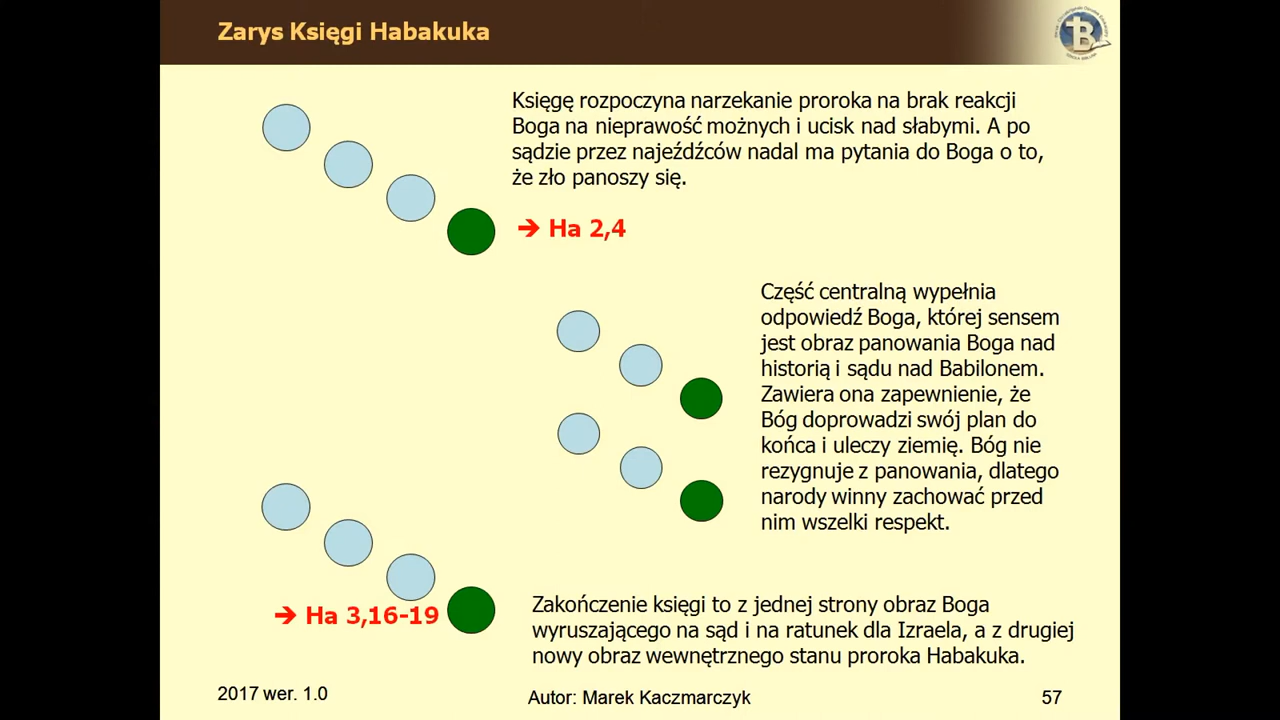 Zarys Księgi Habakuka
Księgę rozpoczyna narzekanie proroka na brak reakcji
Boga na nieprawość możnych i ucisk nad słabymi. A po
sądzie przez najeźdźców nadal ma pytania do Boga o to,
że zło panoszy się.
➔ Ha 2,4
Część centralną wypełnia
odpowiedź Boga, której sensem
jest obraz panowania Boga nad
historią i sądu nad Babilonem.
Zawiera ona zapewnienie, że
Bóg doprowadzi swój plan do
końca i uleczy ziemię. Bóg nie
rezygnuje z panowania, dlatego
narody winny zachować przed
nim wszelki respekt.
➔ Ha 3,16-19
Zakończenie księgi to z jednej strony obraz Boga
wyruszającego na sąd i na ratunek dla Izraela, a z drugiej
nowy obraz wewnętrznego stanu proroka Habakuka.
2017 wer. 1.0
Autor: Marek Kaczmarczyk
57